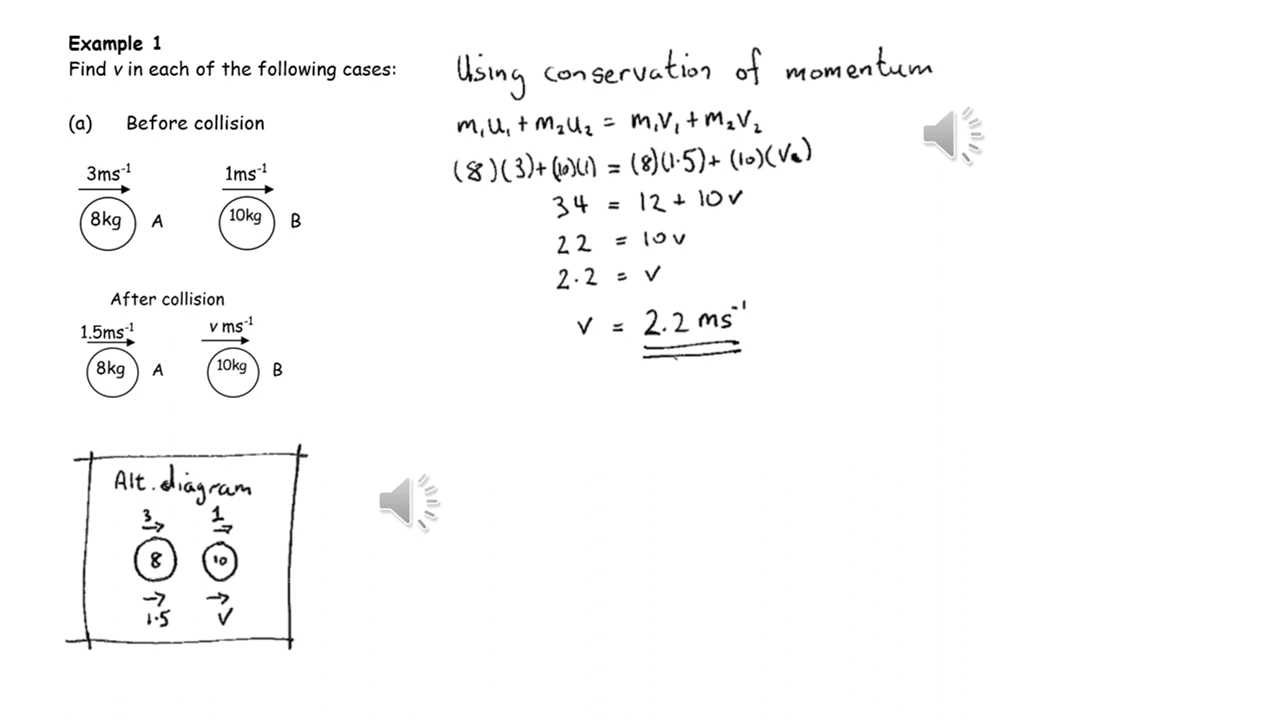 Example 1
Find v in each of the following cases:
(a) Before collision
3ms⁻¹ 1ms⁻¹
8kg A 10kg B
After collision
1.5ms⁻¹ v ms⁻¹
8kg A 10kg B
Alt. diagram
3 1
8 10
1.5 v
Using conservation of momentum
m₁u₁ + m₂u₂ = m₁v₁ + m₂v₂
(8)(3)+(10)(1) = (8)(1.5)+(10)(v)
34 = 12 + 10v
22 = 10v
2.2 = v
v = 2.2 ms⁻¹